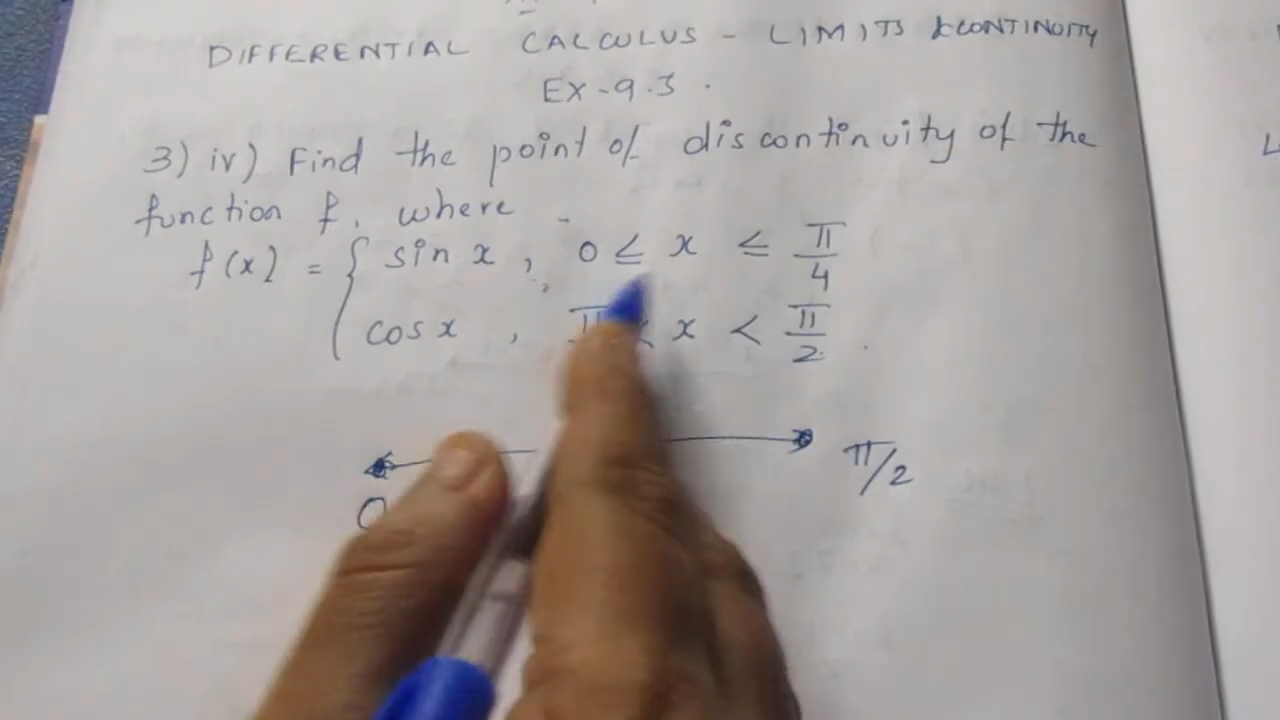 DIFFERENTIAL CALCULUS - LIMITS & CONTINUITY
EX-9.3.
3) iv) Find the point of discontinuity of the
function f, where
f(x) = { sin x , 0 ≤ x ≤ π/4
cos x , π < x < π/2 .
0 π/2